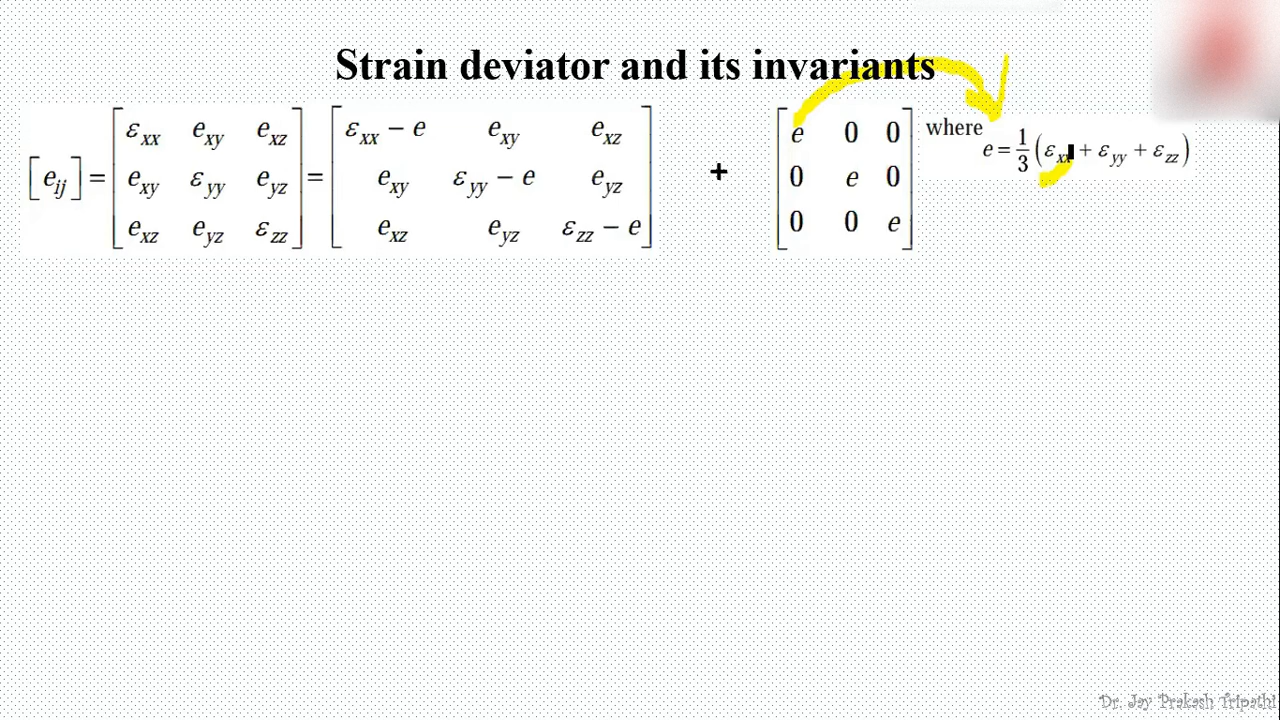 Strain deviator and its invariants
[e_ij] = [ε_xx e_xy e_xz; e_xy ε_yy e_yz; e_xz e_yz ε_zz] = [ε_xx − e e_xy e_xz; e_xy ε_yy − e e_yz; e_xz e_yz ε_zz − e] + [e 0 0; 0 e 0; 0 0 e] where
e = 1/3 (ε_xx + ε_yy + ε_zz)
Dr. Jay Prakash Tripathi